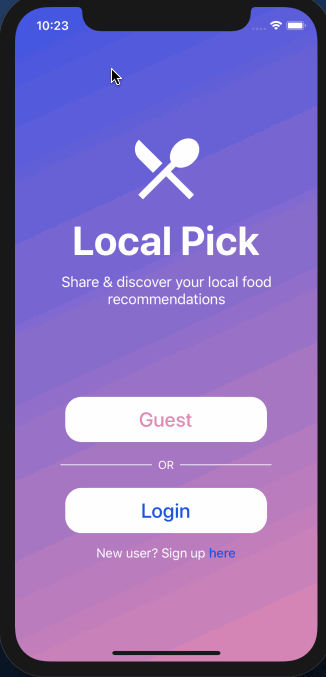 10:23
Local Pick
Share & discover your local food
recommendations
Guest
OR
Login
New user? Sign up here